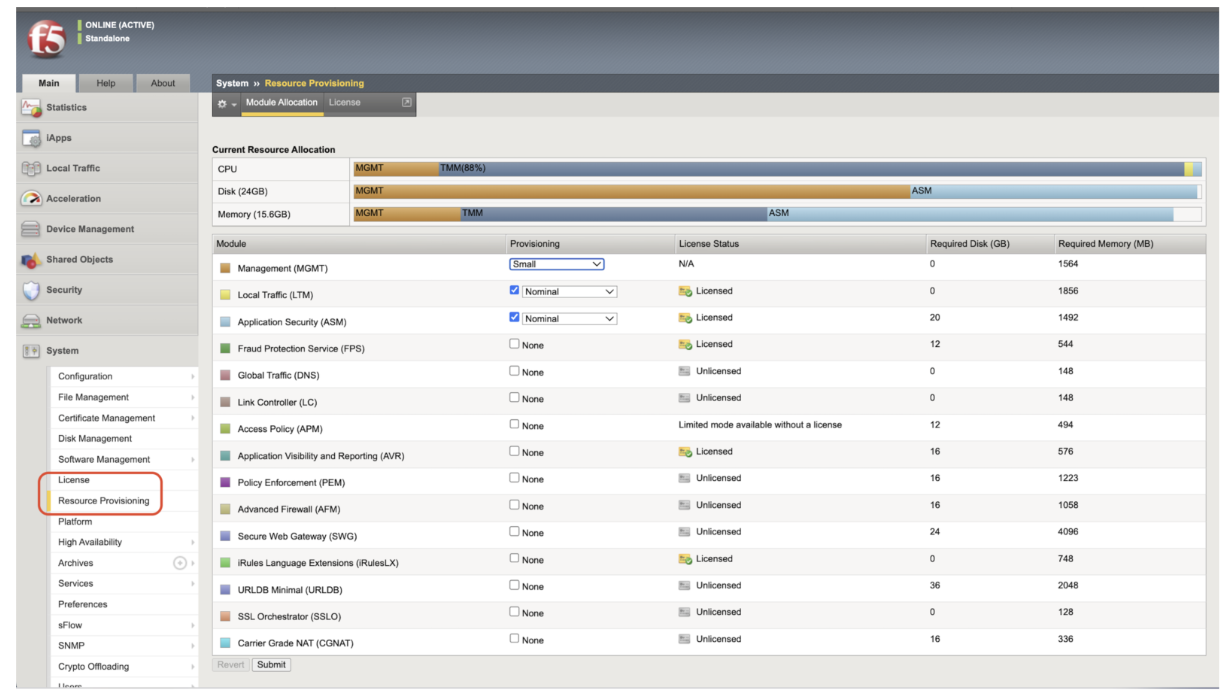 f5
ONLINE (ACTIVE)
Standalone
Main Help About
Statistics
iApps
Local Traffic
Acceleration
Device Management
Shared Objects
Security
Network
System
Configuration
File Management
Certificate Management
Disk Management
Software Management
License
Resource Provisioning
Platform
High Availability
Archives
Services
Preferences
sFlow
SNMP
Crypto Offloading
Users
System ›› Resource Provisioning
Module Allocation License
Current Resource Allocation
CPU MGMT TMM(88%)
Disk (24GB) MGMT ASM
Memory (15.6GB) MGMT TMM ASM
Module Provisioning License Status Required Disk (GB) Required Memory (MB)
Management (MGMT) Small N/A 0 1564
Local Traffic (LTM) Nominal Licensed 0 1856
Application Security (ASM) Nominal Licensed 20 1492
Fraud Protection Service (FPS) None Licensed 12 544
Global Traffic (DNS) None Unlicensed 0 148
Link Controller (LC) None Unlicensed 0 148
Access Policy (APM) None Limited mode available without a license 12 494
Application Visibility and Reporting (AVR) None Licensed 16 576
Policy Enforcement (PEM) None Unlicensed 16 1223
Advanced Firewall (AFM) None Unlicensed 16 1058
Secure Web Gateway (SWG) None Unlicensed 24 4096
iRules Language Extensions (iRulesLX) None Licensed 0 748
URLDB Minimal (URLDB) None Unlicensed 36 2048
SSL Orchestrator (SSLO) None Unlicensed 0 128
Carrier Grade NAT (CGNAT) None Unlicensed 16 336
Revert Submit